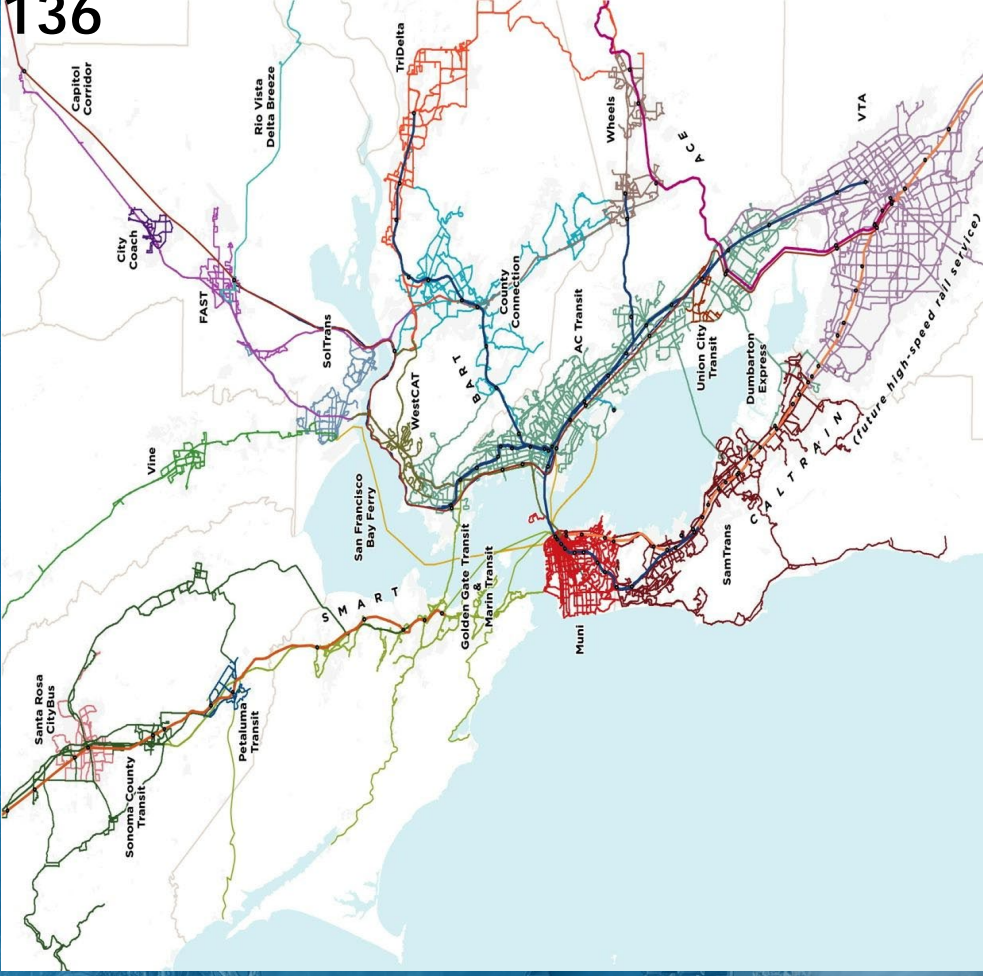 136
Capitol
Corridor
Rio Vista
Delta Breeze
TriDelta
Wheels
ACE
VTA
City
Coach
FAST
SolTrans
County
Connection
BART
WestCAT
AC Transit
Union City
Transit
Dumbarton
Express
CALTRAIN
(future high-speed rail service)
Vine
San Francisco
Bay Ferry
SamTrans
SMART
Golden Gate Transit
&
Marin Transit
Muni
Santa Rosa
CityBus
Petaluma
Transit
Sonoma County
Transit